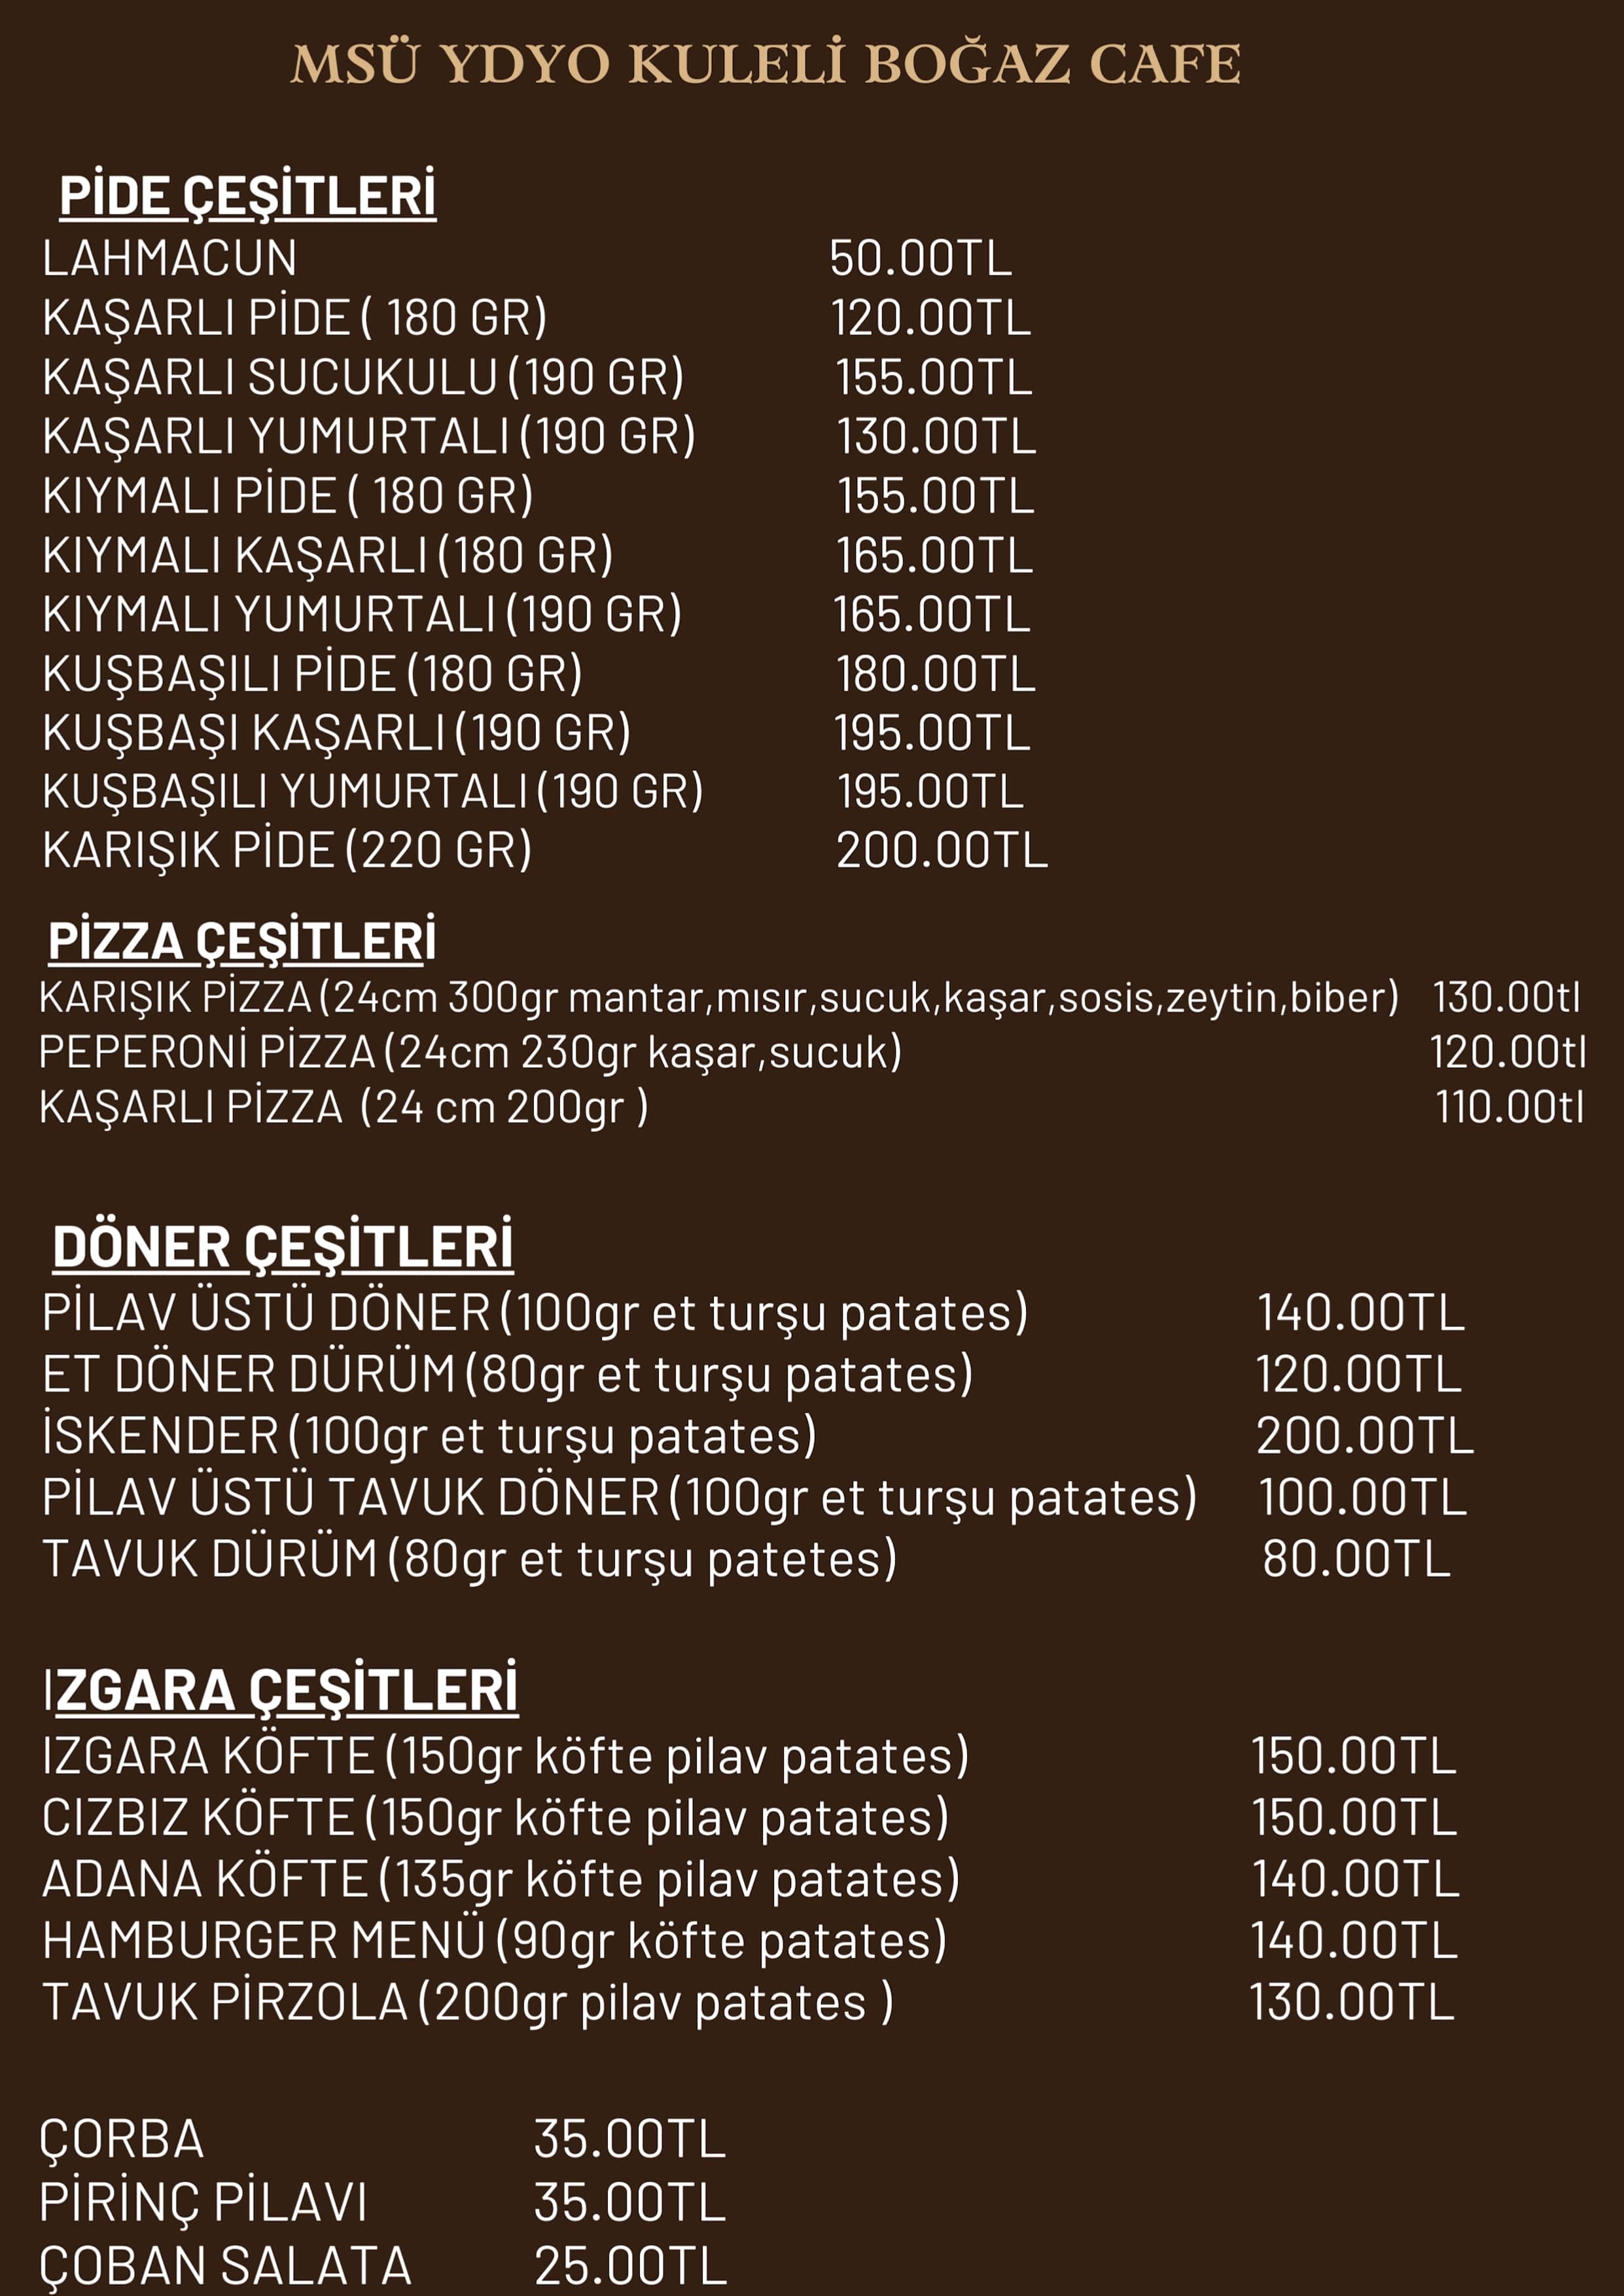 MSÜ YDYO KULELİ BOĞAZ CAFE
PİDE ÇEŞİTLERİ
LAHMACUN 50.00TL
KAŞARLI PİDE ( 180 GR) 120.00TL
KAŞARLI SUCUKULU (190 GR) 155.00TL
KAŞARLI YUMURTALI (190 GR) 130.00TL
KIYMALI PİDE ( 180 GR) 155.00TL
KIYMALI KAŞARLI (180 GR) 165.00TL
KIYMALI YUMURTALI (190 GR) 165.00TL
KUŞBAŞILI PİDE (180 GR) 180.00TL
KUŞBAŞI KAŞARLI (190 GR) 195.00TL
KUŞBAŞILI YUMURTALI (190 GR) 195.00TL
KARIŞIK PİDE (220 GR) 200.00TL
PİZZA ÇEŞİTLERİ
KARIŞIK PİZZA (24cm 300gr mantar,mısır,sucuk,kaşar,sosis,zeytin,biber) 130.00tl
PEPERONİ PİZZA (24cm 230gr kaşar,sucuk) 120.00tl
KAŞARLI PİZZA (24 cm 200gr ) 110.00tl
DÖNER ÇEŞİTLERİ
PİLAV ÜSTÜ DÖNER (100gr et turşu patates) 140.00TL
ET DÖNER DÜRÜM (80gr et turşu patates) 120.00TL
İSKENDER (100gr et turşu patates) 200.00TL
PİLAV ÜSTÜ TAVUK DÖNER (100gr et turşu patates) 100.00TL
TAVUK DÜRÜM (80gr et turşu patetes) 80.00TL
IZGARA ÇEŞİTLERİ
IZGARA KÖFTE (150gr köfte pilav patates) 150.00TL
CIZBIZ KÖFTE (150gr köfte pilav patates) 150.00TL
ADANA KÖFTE (135gr köfte pilav patates) 140.00TL
HAMBURGER MENÜ (90gr köfte patates) 140.00TL
TAVUK PİRZOLA (200gr pilav patates ) 130.00TL
ÇORBA 35.00TL
PİRİNÇ PİLAVI 35.00TL
ÇOBAN SALATA 25.00TL